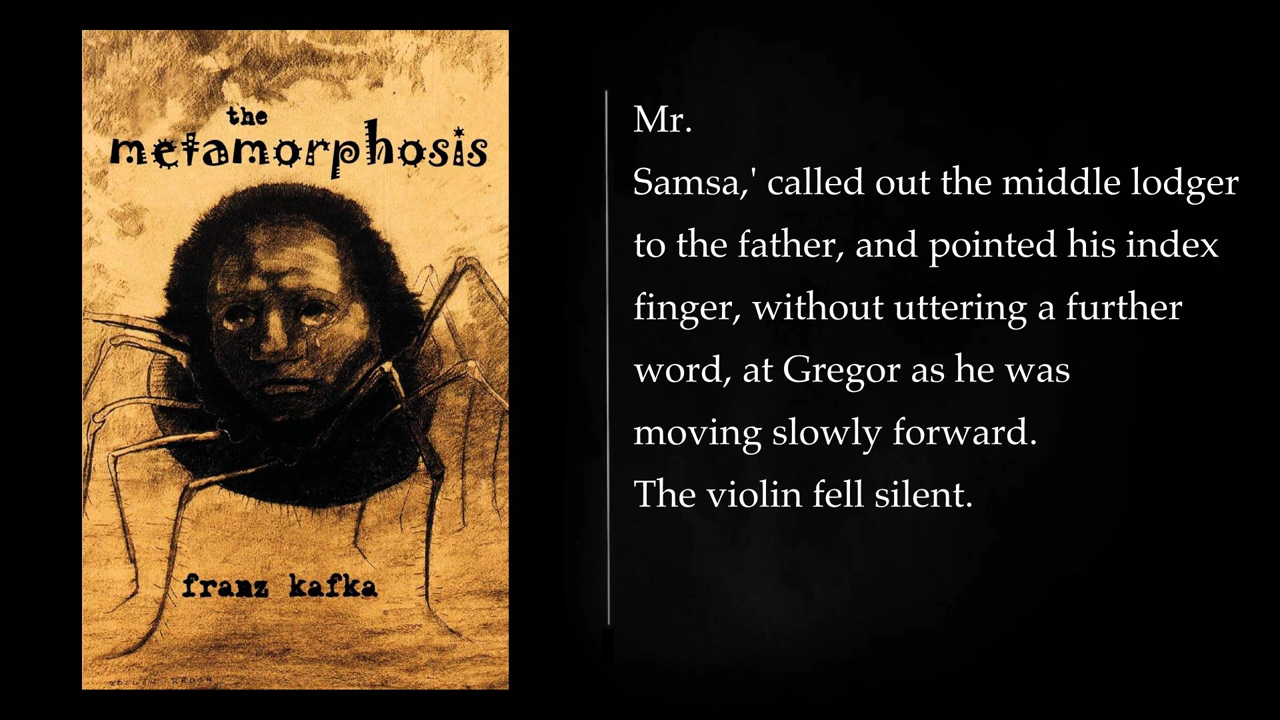 the
metamorphosis
franz kafka
Mr.
Samsa,' called out the middle lodger
to the father, and pointed his index
finger, without uttering a further
word, at Gregor as he was
moving slowly forward.
The violin fell silent.